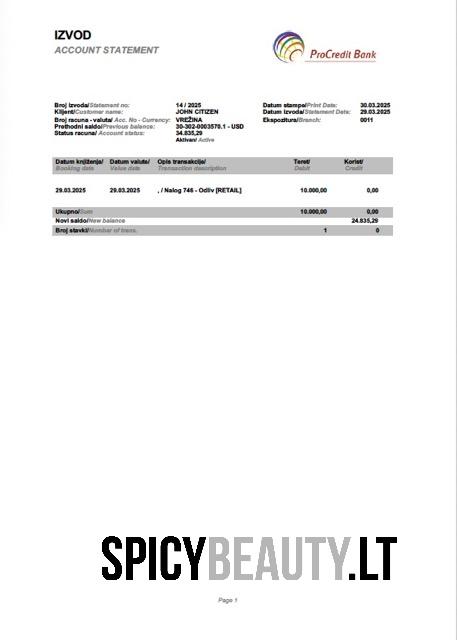 IZVOD
ACCOUNT STATEMENT
ProCredit Bank
Broj izvoda/Statement no: 14 / 2025 Datum stampe/Print Date: 30.03.2025
Klijent/Customer name: JOHN CITIZEN Datum izvoda/Statement Date: 29.03.2025
Broj racuna - valuta/ Acc. No - Currency: VREŽINA Ekspozitura/Branch: 0011
Prethodni saldo/Previous balance: 30-302-0003570.1 - USD
Status racuna/ Account status: 34.835,29
Aktivan/ Active
Datum knjiženja/ Datum valute/ Opis transakcije/ Teret/ Korist/
Booking date Value date Transaction description Debit Credit
29.03.2025 29.03.2025 , / Nalog 746 - Odliv [RETAIL] 10.000,00 0,00
Ukupno/Sum 10.000,00 0,00
Novi saldo/New balance 24.835,29
Broj stavki/Number of trans. 1 0
SPICYBEAUTY.LT
Page 1